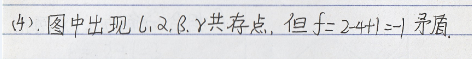 (4). 图中出现 L, α, β, γ 共存点, 但 f = 2-4+1 = -1 矛盾.